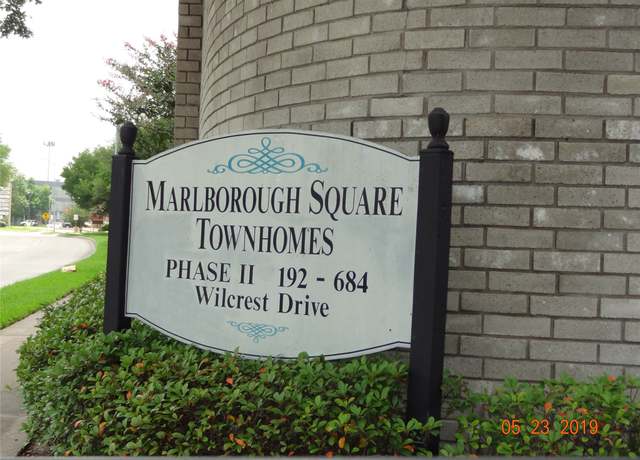 MARLBOROUGH SQUARE
TOWNHOMES
PHASE II 192 - 684
Wilcrest Drive
05 23 2019